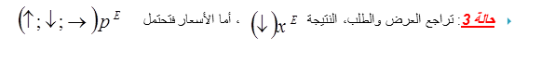 حالة 3: تراجع العرض والطلب، النتيجة x^E(↓) ، أما الأسعار فتحتمل p^E(↑;↓;→)